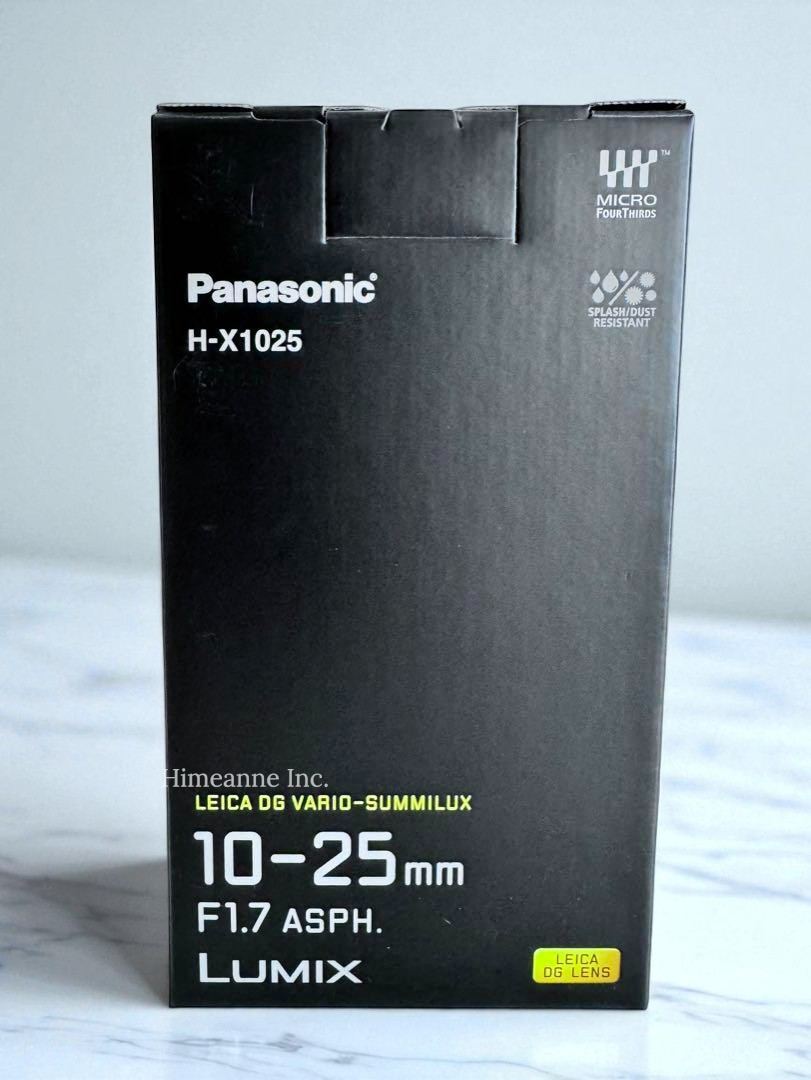 MICRO
FOURTHIRDS
Panasonic
SPLASH/DUST
RESISTANT
H-X1025
Himeanne Inc.
LEICA DG VARIO-SUMMILUX
10-25mm
F1.7 ASPH.
LUMIX
LEICA
DG LENS